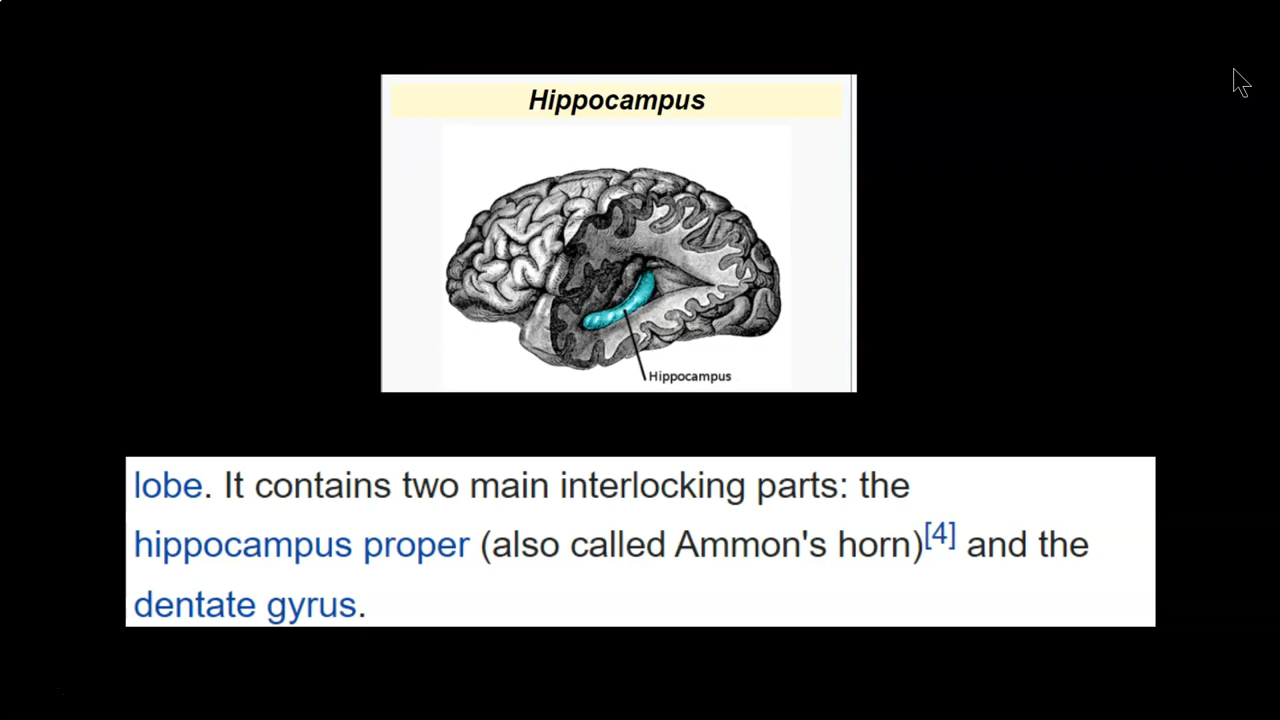 Hippocampus
Hippocampus
lobe. It contains two main interlocking parts: the
hippocampus proper (also called Ammon's horn)[4] and the
dentate gyrus.